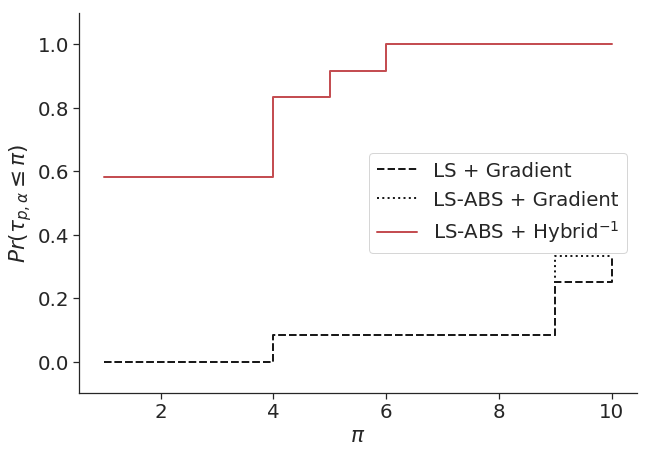 1.0
0.8
0.6
0.4
0.2
0.0
Pr(τ_{p,α} ≤ π)
LS + Gradient
LS-ABS + Gradient
LS-ABS + Hybrid⁻¹
2 4 6 8 10
π